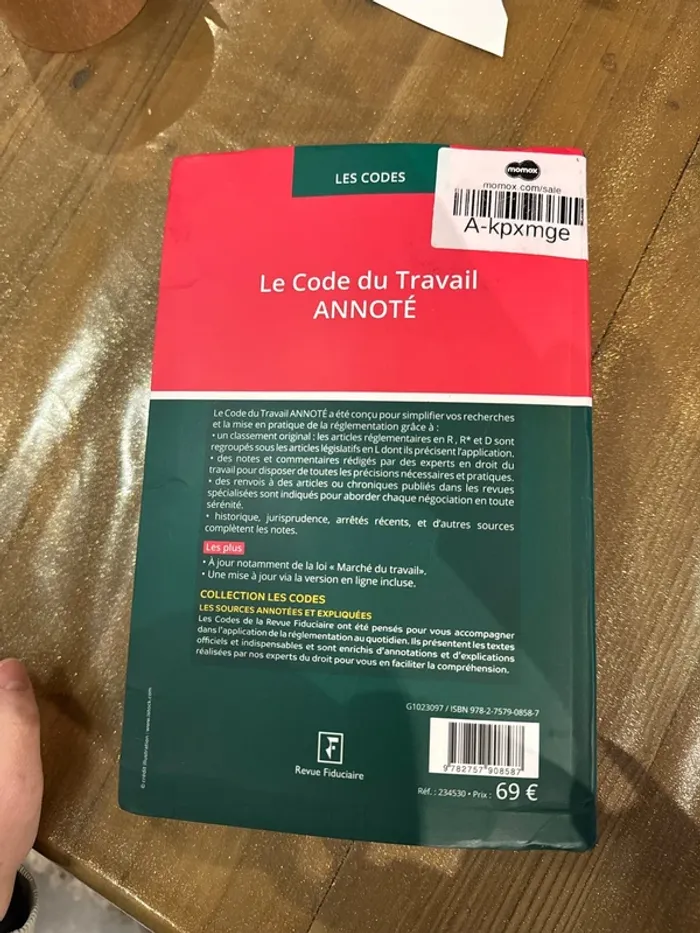 LES CODES
momox
momox.com/sale
A-kpxmge
Le Code du Travail
ANNOTÉ
Le Code du Travail ANNOTÉ a été conçu pour simplifier vos recherches
et la mise en pratique de la réglementation grâce à :
• un classement original : les articles réglementaires en R , R* et D sont
regroupés sous les articles législatifs en L dont ils précisent l'application.
• des notes et commentaires rédigés par des experts en droit du
travail pour disposer de toutes les précisions nécessaires et pratiques.
• des renvois à des articles ou chroniques publiés dans les revues
spécialisées sont indiqués pour aborder chaque négociation en toute
sérénité.
• historique, jurisprudence, arrêtés récents, et d'autres sources
complètent les notes.
Les plus
• À jour notamment de la loi « Marché du travail».
• Une mise à jour via la version en ligne incluse.
COLLECTION LES CODES
LES SOURCES ANNOTÉES ET EXPLIQUÉES
Les Codes de la Revue Fiduciaire ont été pensés pour vous accompagner
dans l'application de la réglementation au quotidien. Ils présentent les textes
officiels et indispensables et sont enrichis d'annotations et d'explications
réalisées par nos experts du droit pour vous en faciliter la compréhension.
G1023097 / ISBN 978-2-7579-0858-7
9 782757 908587
Réf. : 234530 • Prix : 69 €
Revue Fiduciaire
© crédit illustration : www.istock.com